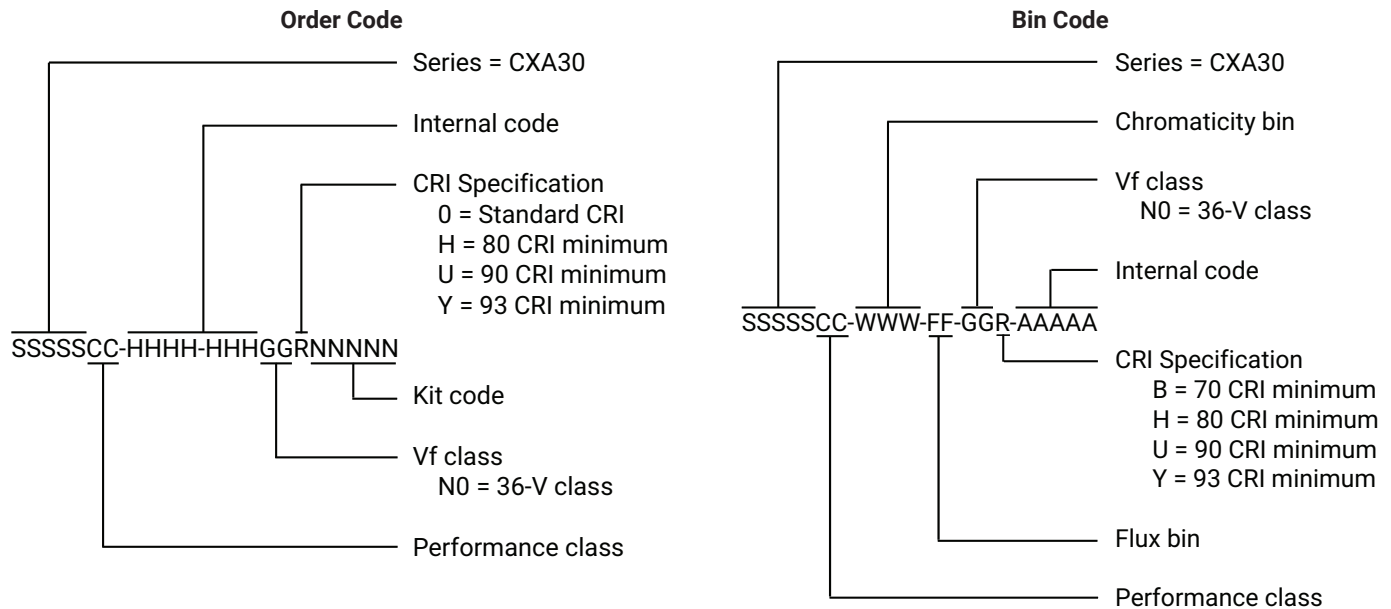 Order Code
Series = CXA30
Internal code
CRI Specification
0 = Standard CRI
H = 80 CRI minimum
U = 90 CRI minimum
Y = 93 CRI minimum
SSSSSCC-HHHH-HHHGGRNNNNN
Kit code
Vf class
N0 = 36-V class
Performance class
Bin Code
Series = CXA30
Chromaticity bin
Vf class
N0 = 36-V class
Internal code
SSSSSCC-WWW-FF-GGR-AAAAA
CRI Specification
B = 70 CRI minimum
H = 80 CRI minimum
U = 90 CRI minimum
Y = 93 CRI minimum
Flux bin
Performance class